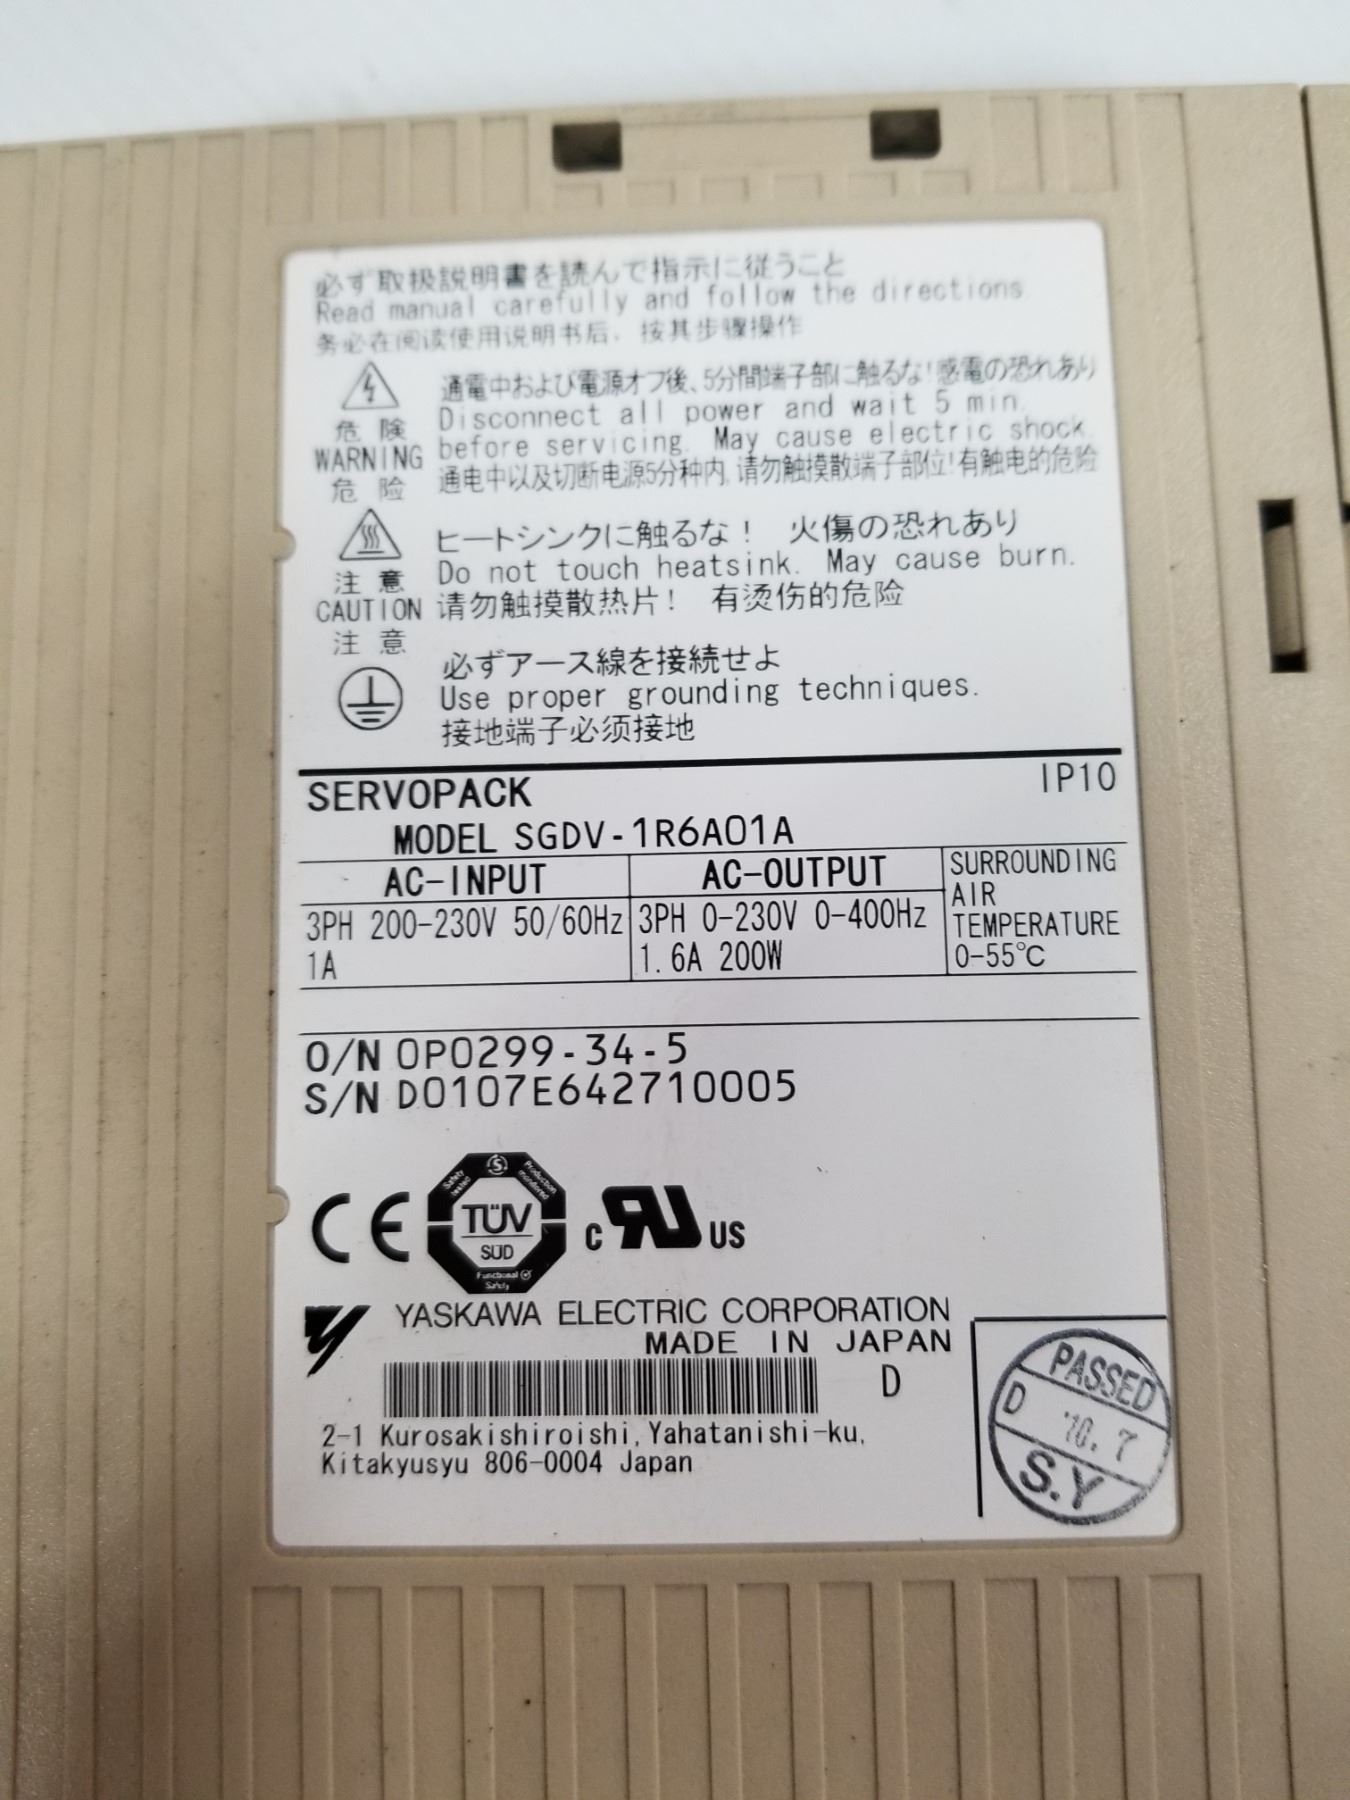 必ず取扱説明書を読んで指示に従うこと
Read manual carefully and follow the directions.
务必在阅读使用说明书后, 按其步骤操作
危 険
WARNING
危 险
通電中および電源オフ後、5分間端子部に触るな!感電の恐れあり
Disconnect all power and wait 5 min.
before servicing. May cause electric shock.
通电中以及切断电源5分种内,请勿触摸散端子部位!有触电的危险
注 意
CAUTION
注 意
ヒートシンクに触るな! 火傷の恐れあり
Do not touch heatsink. May cause burn.
请勿触摸散热片! 有烫伤的危险
必ずアース線を接続せよ
Use proper grounding techniques.
接地端子必须接地
SERVOPACK IP10
MODEL SGDV-1R6A01A
AC-INPUT
3PH 200-230V 50/60Hz
1A
AC-OUTPUT
3PH 0-230V 0-400Hz
1.6A 200W
SURROUNDING
AIR
TEMPERATURE
0-55℃
O/N OP0299-34-5
S/N D0107E642710005
CE
Safety tested
Production monitored
TÜV
SÜD
Functional Safety
c RU US
YASKAWA ELECTRIC CORPORATION
MADE IN JAPAN
D
2-1 Kurosakishiroishi,Yahatanishi-ku,
Kitakyusyu 806-0004 Japan
PASSED
D '10.7
S.Y